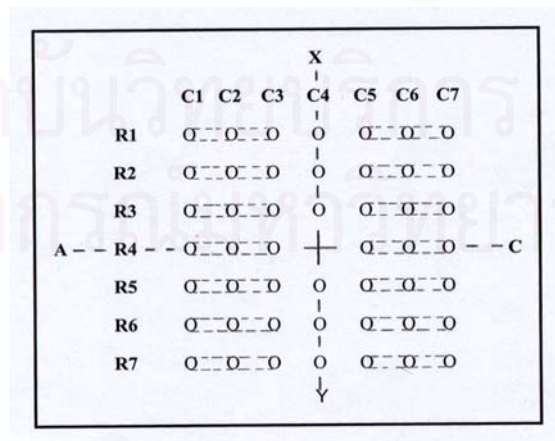 X
C1 C2 C3 C4 C5 C6 C7
R1 O O O O O O O
R2 O O O O O O O
R3 O O O O O O O
A R4 O O O O O O C
R5 O O O O O O O
R6 O O O O O O O
R7 O O O O O O O
Y